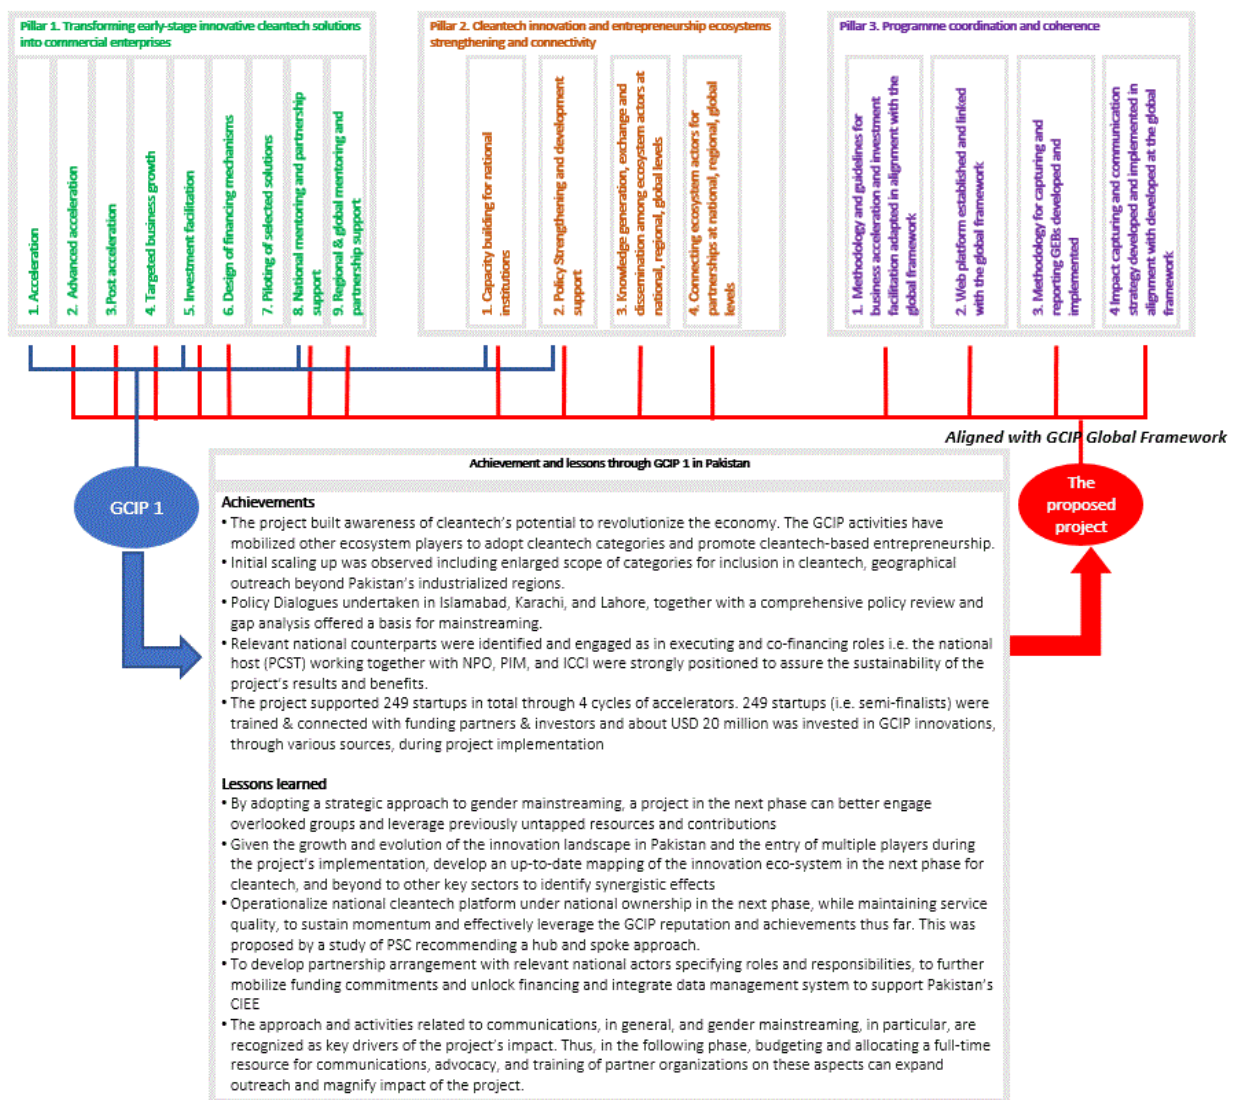 Pillar 1. Transforming early-stage innovative cleantech solutions
into commercial enterprises
1. Acceleration
2. Advanced acceleration
3.Post acceleration
4. Targeted business growth
5. Investment facilitation
6. Design of financing mechanisms
7. Piloting of selected solutions
8. National mentoring and partnership
support
9. Regional & global mentoring and
partnership support
Pillar 2. Cleantech innovation and entrepreneurship ecosystems
strengthening and connectivity
1. Capacity building for national
institutions
2. Policy Strengthening and development
support
3. Knowledge generation, exchange and
dissemination among ecosystem actors at
national, regional, global levels
4. Connecting ecosystem actors for
partnerships at national, regional, global
levels
Pillar 3. Programme coordination and coherence
1. Methodology and guidelines for
business acceleration and investment
facilitation adapted in alignment with the
global framework
2. Web platform established and linked
with the global framework
3. Methodology for capturing and
reporting GEBs developed and
implemented
4 Impact capturing and communication
strategy developed and implemented in
alignment with developed at the global
framework
Aligned with GCIP Global Framework
GCIP 1
The
proposed
project
Achievement and lessons through GCIP 1 in Pakistan
Achievements
• The project built awareness of cleantech's potential to revolutionize the economy. The GCIP activities have
mobilized other ecosystem players to adopt cleantech categories and promote cleantech-based entrepreneurship.
• Initial scaling up was observed including enlarged scope of categories for inclusion in cleantech, geographical
outreach beyond Pakistan's industrialized regions.
• Policy Dialogues undertaken in Islamabad, Karachi, and Lahore, together with a comprehensive policy review and
gap analysis offered a basis for mainstreaming.
• Relevant national counterparts were identified and engaged as in executing and co-financing roles i.e. the national
host (PCST) working together with NPO, PIM, and ICCI were strongly positioned to assure the sustainability of the
project's results and benefits.
• The project supported 249 startups in total through 4 cycles of accelerators. 249 startups (i.e. semi-finalists) were
trained & connected with funding partners & investors and about USD 20 million was invested in GCIP innovations,
through various sources, during project implementation
Lessons learned
• By adopting a strategic approach to gender mainstreaming, a project in the next phase can better engage
overlooked groups and leverage previously untapped resources and contributions
• Given the growth and evolution of the innovation landscape in Pakistan and the entry of multiple players during
the project's implementation, develop an up-to-date mapping of the innovation eco-system in the next phase for
cleantech, and beyond to other key sectors to identify synergistic effects
• Operationalize national cleantech platform under national ownership in the next phase, while maintaining service
quality, to sustain momentum and effectively leverage the GCIP reputation and achievements thus far. This was
proposed by a study of PSC recommending a hub and spoke approach.
• To develop partnership arrangement with relevant national actors specifying roles and responsibilities, to further
mobilize funding commitments and unlock financing and integrate data management system to support Pakistan's
CIEE
• The approach and activities related to communications, in general, and gender mainstreaming, in particular, are
recognized as key drivers of the project's impact. Thus, in the following phase, budgeting and allocating a full-time
resource for communications, advocacy, and training of partner organizations on these aspects can expand
outreach and magnify impact of the project.